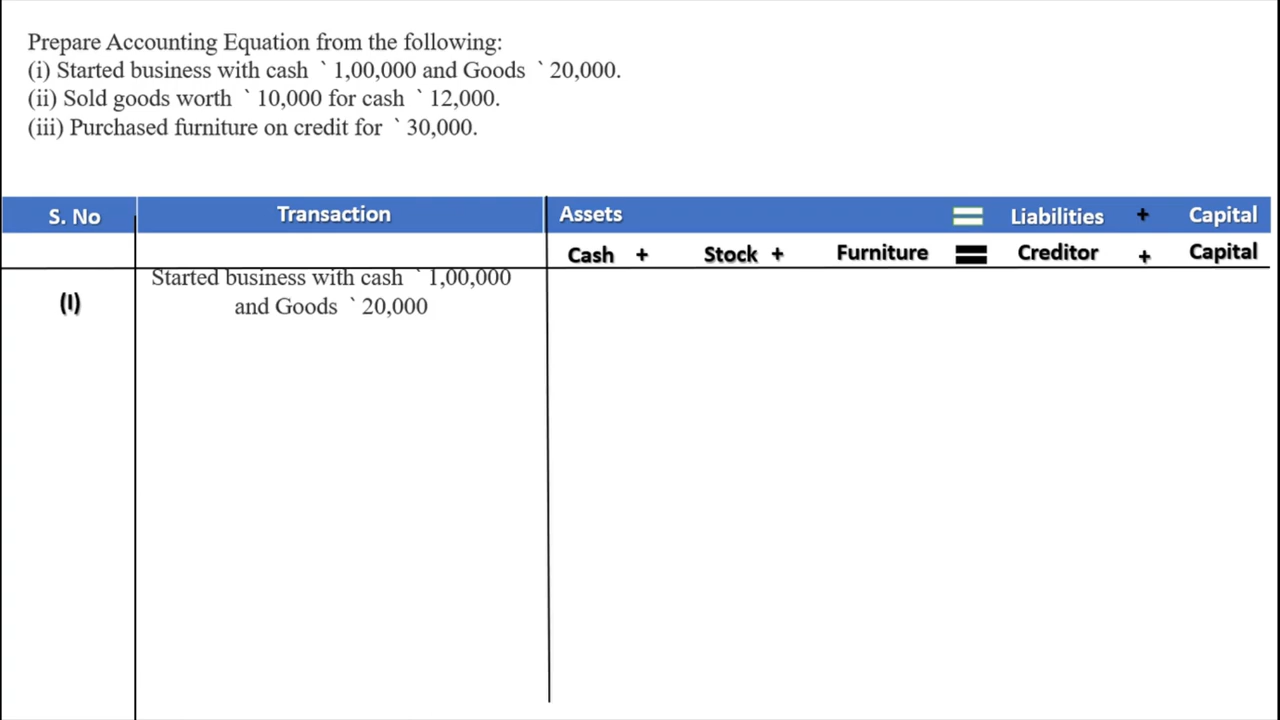 Prepare Accounting Equation from the following:
(i) Started business with cash ` 1,00,000 and Goods ` 20,000.
(ii) Sold goods worth ` 10,000 for cash ` 12,000.
(iii) Purchased furniture on credit for ` 30,000.
S. No Transaction Assets = Liabilities + Capital
Cash + Stock + Furniture = Creditor + Capital
(I) Started business with cash ` 1,00,000
and Goods ` 20,000